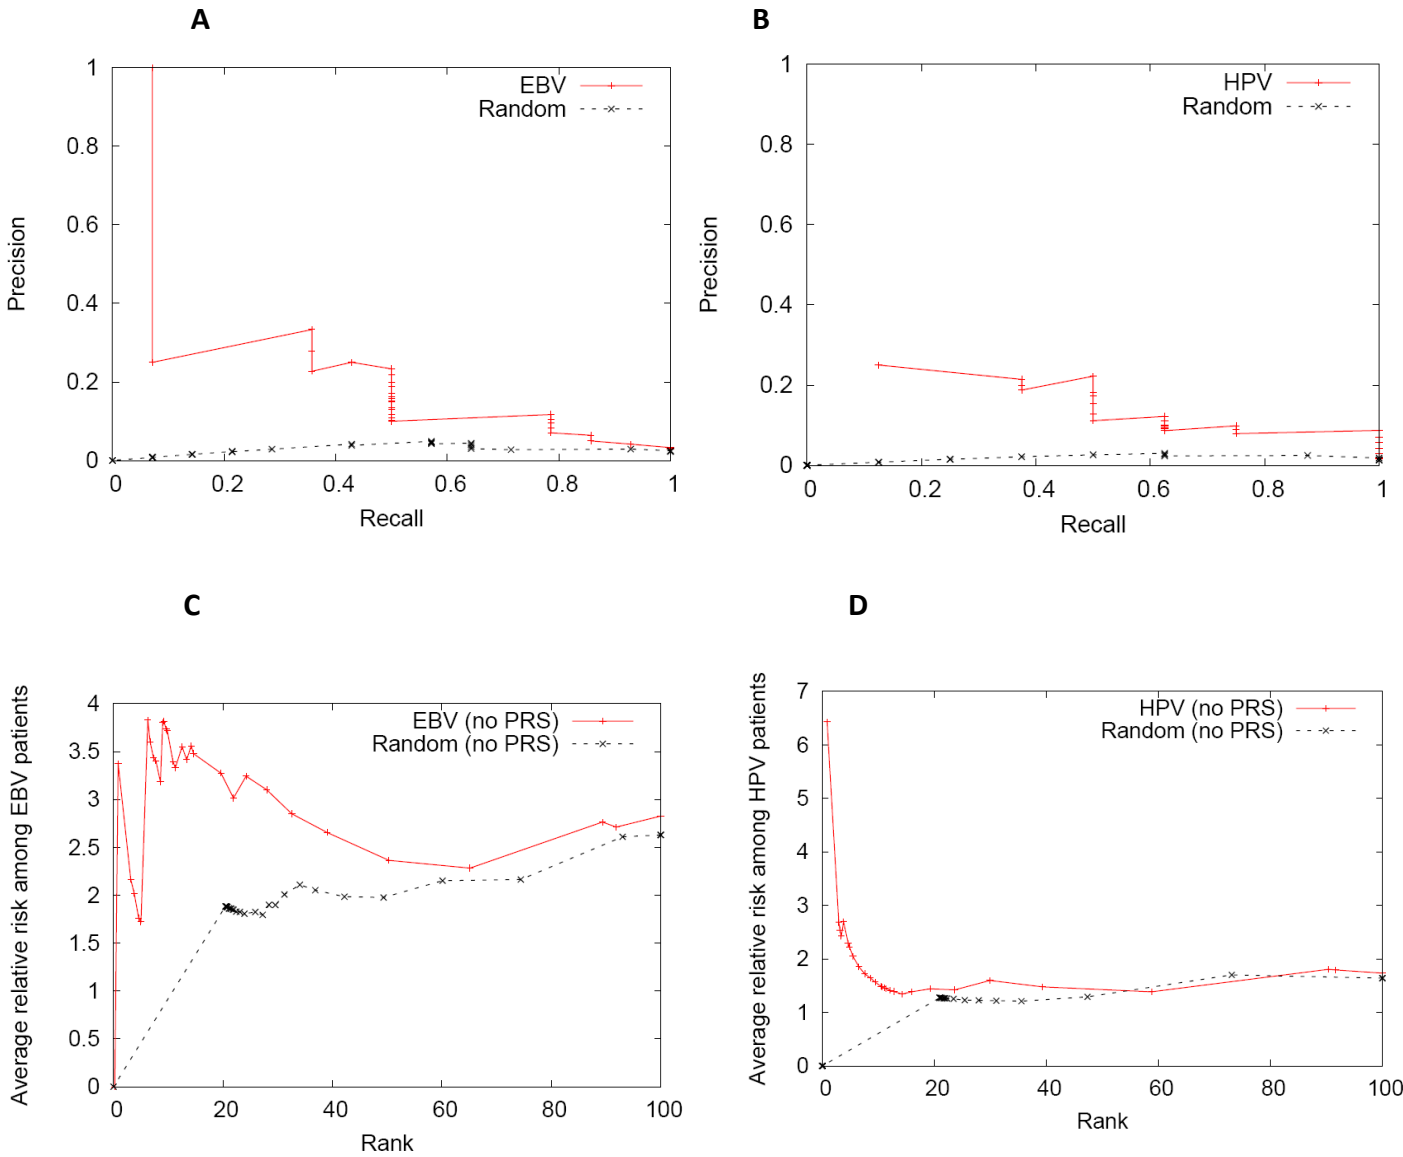 A
1
0.8
0.6
0.4
0.2
0
0 0.2 0.4 0.6 0.8 1
Precision
Recall
EBV
Random
B
1
0.8
0.6
0.4
0.2
0
0 0.2 0.4 0.6 0.8 1
Precision
Recall
HPV
Random
C
4
3.5
3
2.5
2
1.5
1
0.5
0
0 20 40 60 80 100
Average relative risk among EBV patients
Rank
EBV (no PRS)
Random (no PRS)
D
7
6
5
4
3
2
1
0
0 20 40 60 80 100
Average relative risk among HPV patients
Rank
HPV (no PRS)
Random (no PRS)